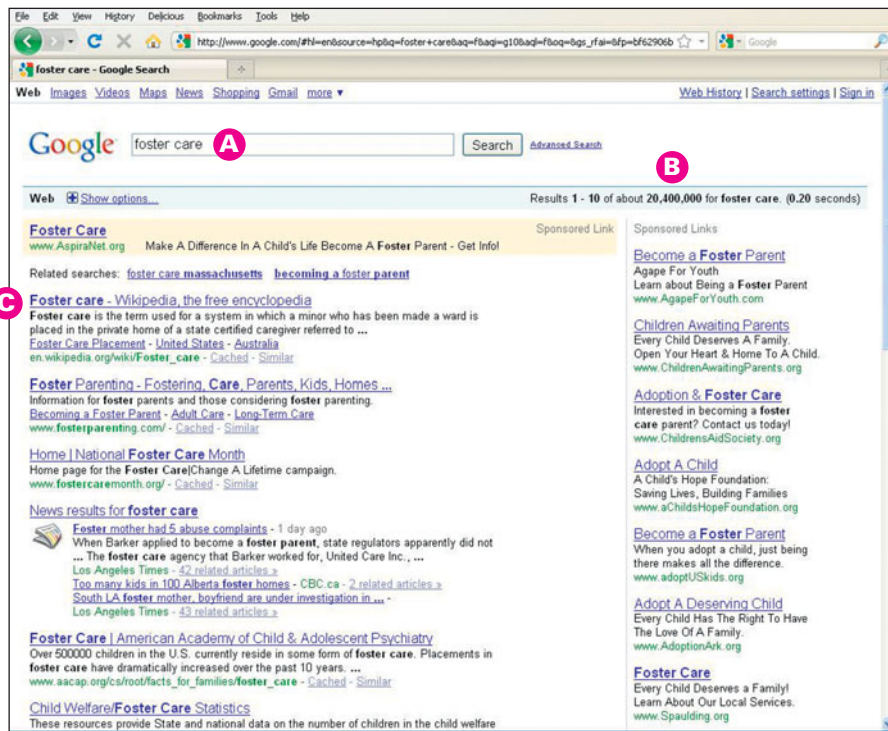 File Edit View History Delicious Bookmarks Tools Help
http://www.google.com/#hl=en&source=hp&q=foster+care&aq=f&aqi=g10&aql=f&oq=&gs_rfai=&fp=bf62906b Google
foster care - Google Search
Web Images Videos Maps News Shopping Gmail more ▼ Web History | Search settings | Sign in
Google foster care A Search Advanced Search
B
Web Show options... Results 1 - 10 of about 20,400,000 for foster care. (0.20 seconds)
Foster Care Sponsored Link
www.AspiraNet.org Make A Difference In A Child's Life Become A Foster Parent - Get Info!
Related searches: foster care massachusetts becoming a foster parent
C
Foster care - Wikipedia, the free encyclopedia
Foster care is the term used for a system in which a minor who has been made a ward is
placed in the private home of a state certified caregiver referred to ...
Foster Care Placement - United States - Australia
en.wikipedia.org/wiki/Foster_care - Cached - Similar
Foster Parenting - Fostering, Care, Parents, Kids, Homes ...
Information for foster parents and those considering foster parenting.
Becoming a Foster Parent - Adult Care - Long-Term Care
www.fosterparenting.com/ - Cached - Similar
Home | National Foster Care Month
Home page for the Foster Care|Change A Lifetime campaign.
www.fostercaremonth.org/ - Cached - Similar
News results for foster care
Foster mother had 5 abuse complaints - 1 day ago
When Barker applied to become a foster parent, state regulators apparently did not
... The foster care agency that Barker worked for, United Care Inc., ...
Los Angeles Times - 42 related articles »
Too many kids in 100 Alberta foster homes - CBC.ca - 2 related articles »
South LA foster mother, boyfriend are under investigation in ... -
Los Angeles Times - 43 related articles »
Foster Care | American Academy of Child & Adolescent Psychiatry
Over 500000 children in the U.S. currently reside in some form of foster care. Placements in
foster care have dramatically increased over the past 10 years. ...
www.aacap.org/cs/root/facts_for_families/foster_care - Cached - Similar
Child Welfare/Foster Care Statistics
These resources provide State and national data on the number of children in the child welfare
Sponsored Links
Become a Foster Parent
Agape For Youth
Learn about Being a Foster Parent
www.AgapeForYouth.com
Children Awaiting Parents
Every Child Deserves A Family.
Open Your Heart & Home To A Child.
www.ChildrenAwaitingParents.org
Adoption & Foster Care
Interested in becoming a foster
care parent? Contact us today!
www.ChildrensAidSociety.org
Adopt A Child
A Child's Hope Foundation:
Saving Lives, Building Families
www.aChildsHopeFoundation.org
Become a Foster Parent
When you adopt a child, just being
there makes all the difference.
www.adoptUSkids.org
Adopt A Deserving Child
Every Child Has The Right To Have
The Love Of A Family.
www.AdoptionArk.org
Foster Care
Every Child Deserves a Family!
Learn About Our Local Services.
www.Spaulding.org